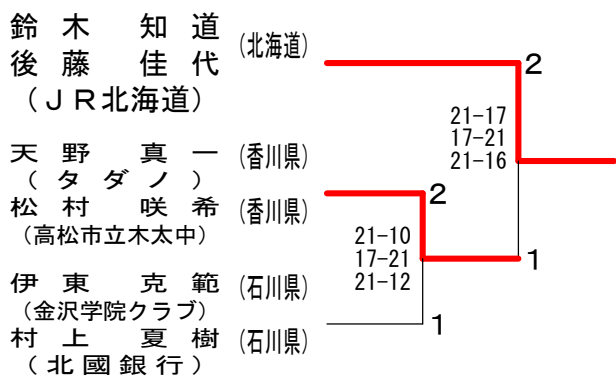 鈴木 知道
後藤 佳代
(北海道)
(ＪＲ北海道)
2
21-17
17-21
21-16
天野 真一 (香川県)
(タダノ)
松村 咲希 (香川県)
(高松市立木太中)
2
21-10
17-21
21-12
1
伊東 克範 (石川県)
(金沢学院クラブ)
村上 夏樹 (石川県)
(北國銀行)
1